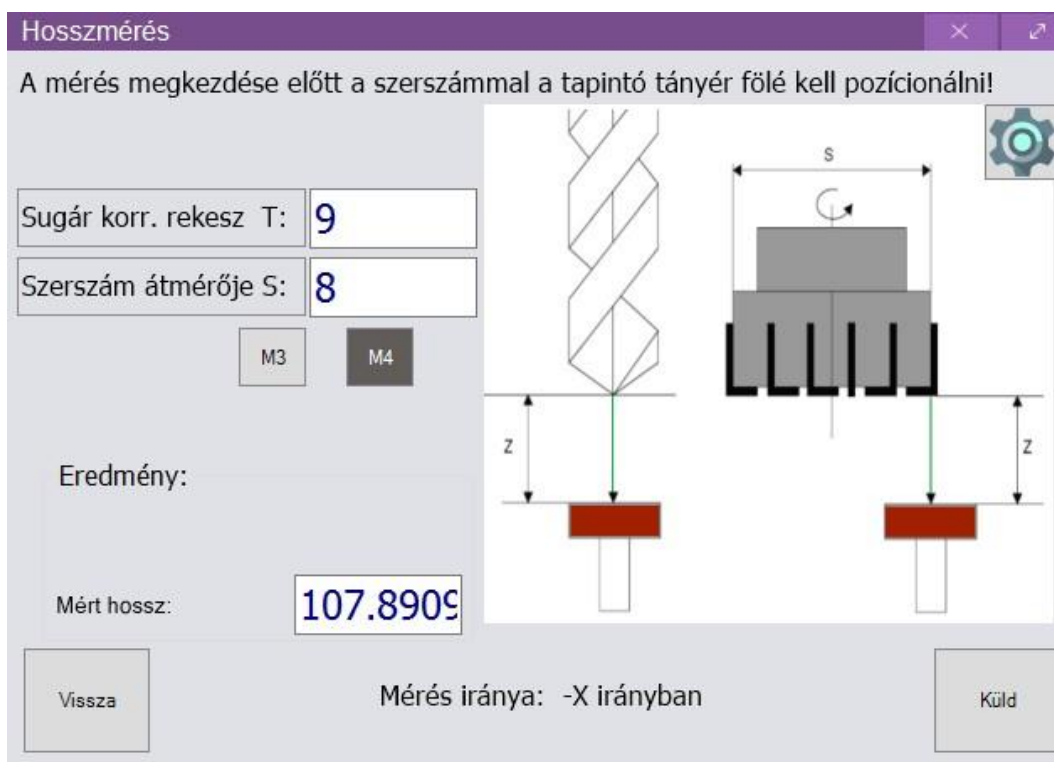 Hosszmérés
A mérés megkezdése előtt a szerszámmal a tapintó tányér fölé kell pozícionálni!
S
Sugár korr. rekesz T: 9
Szerszám átmérője S: 8
M3 M4
Z Z
Eredmény:
Mért hossz: 107.8909
Vissza
Mérés iránya: -X irányban
Küld